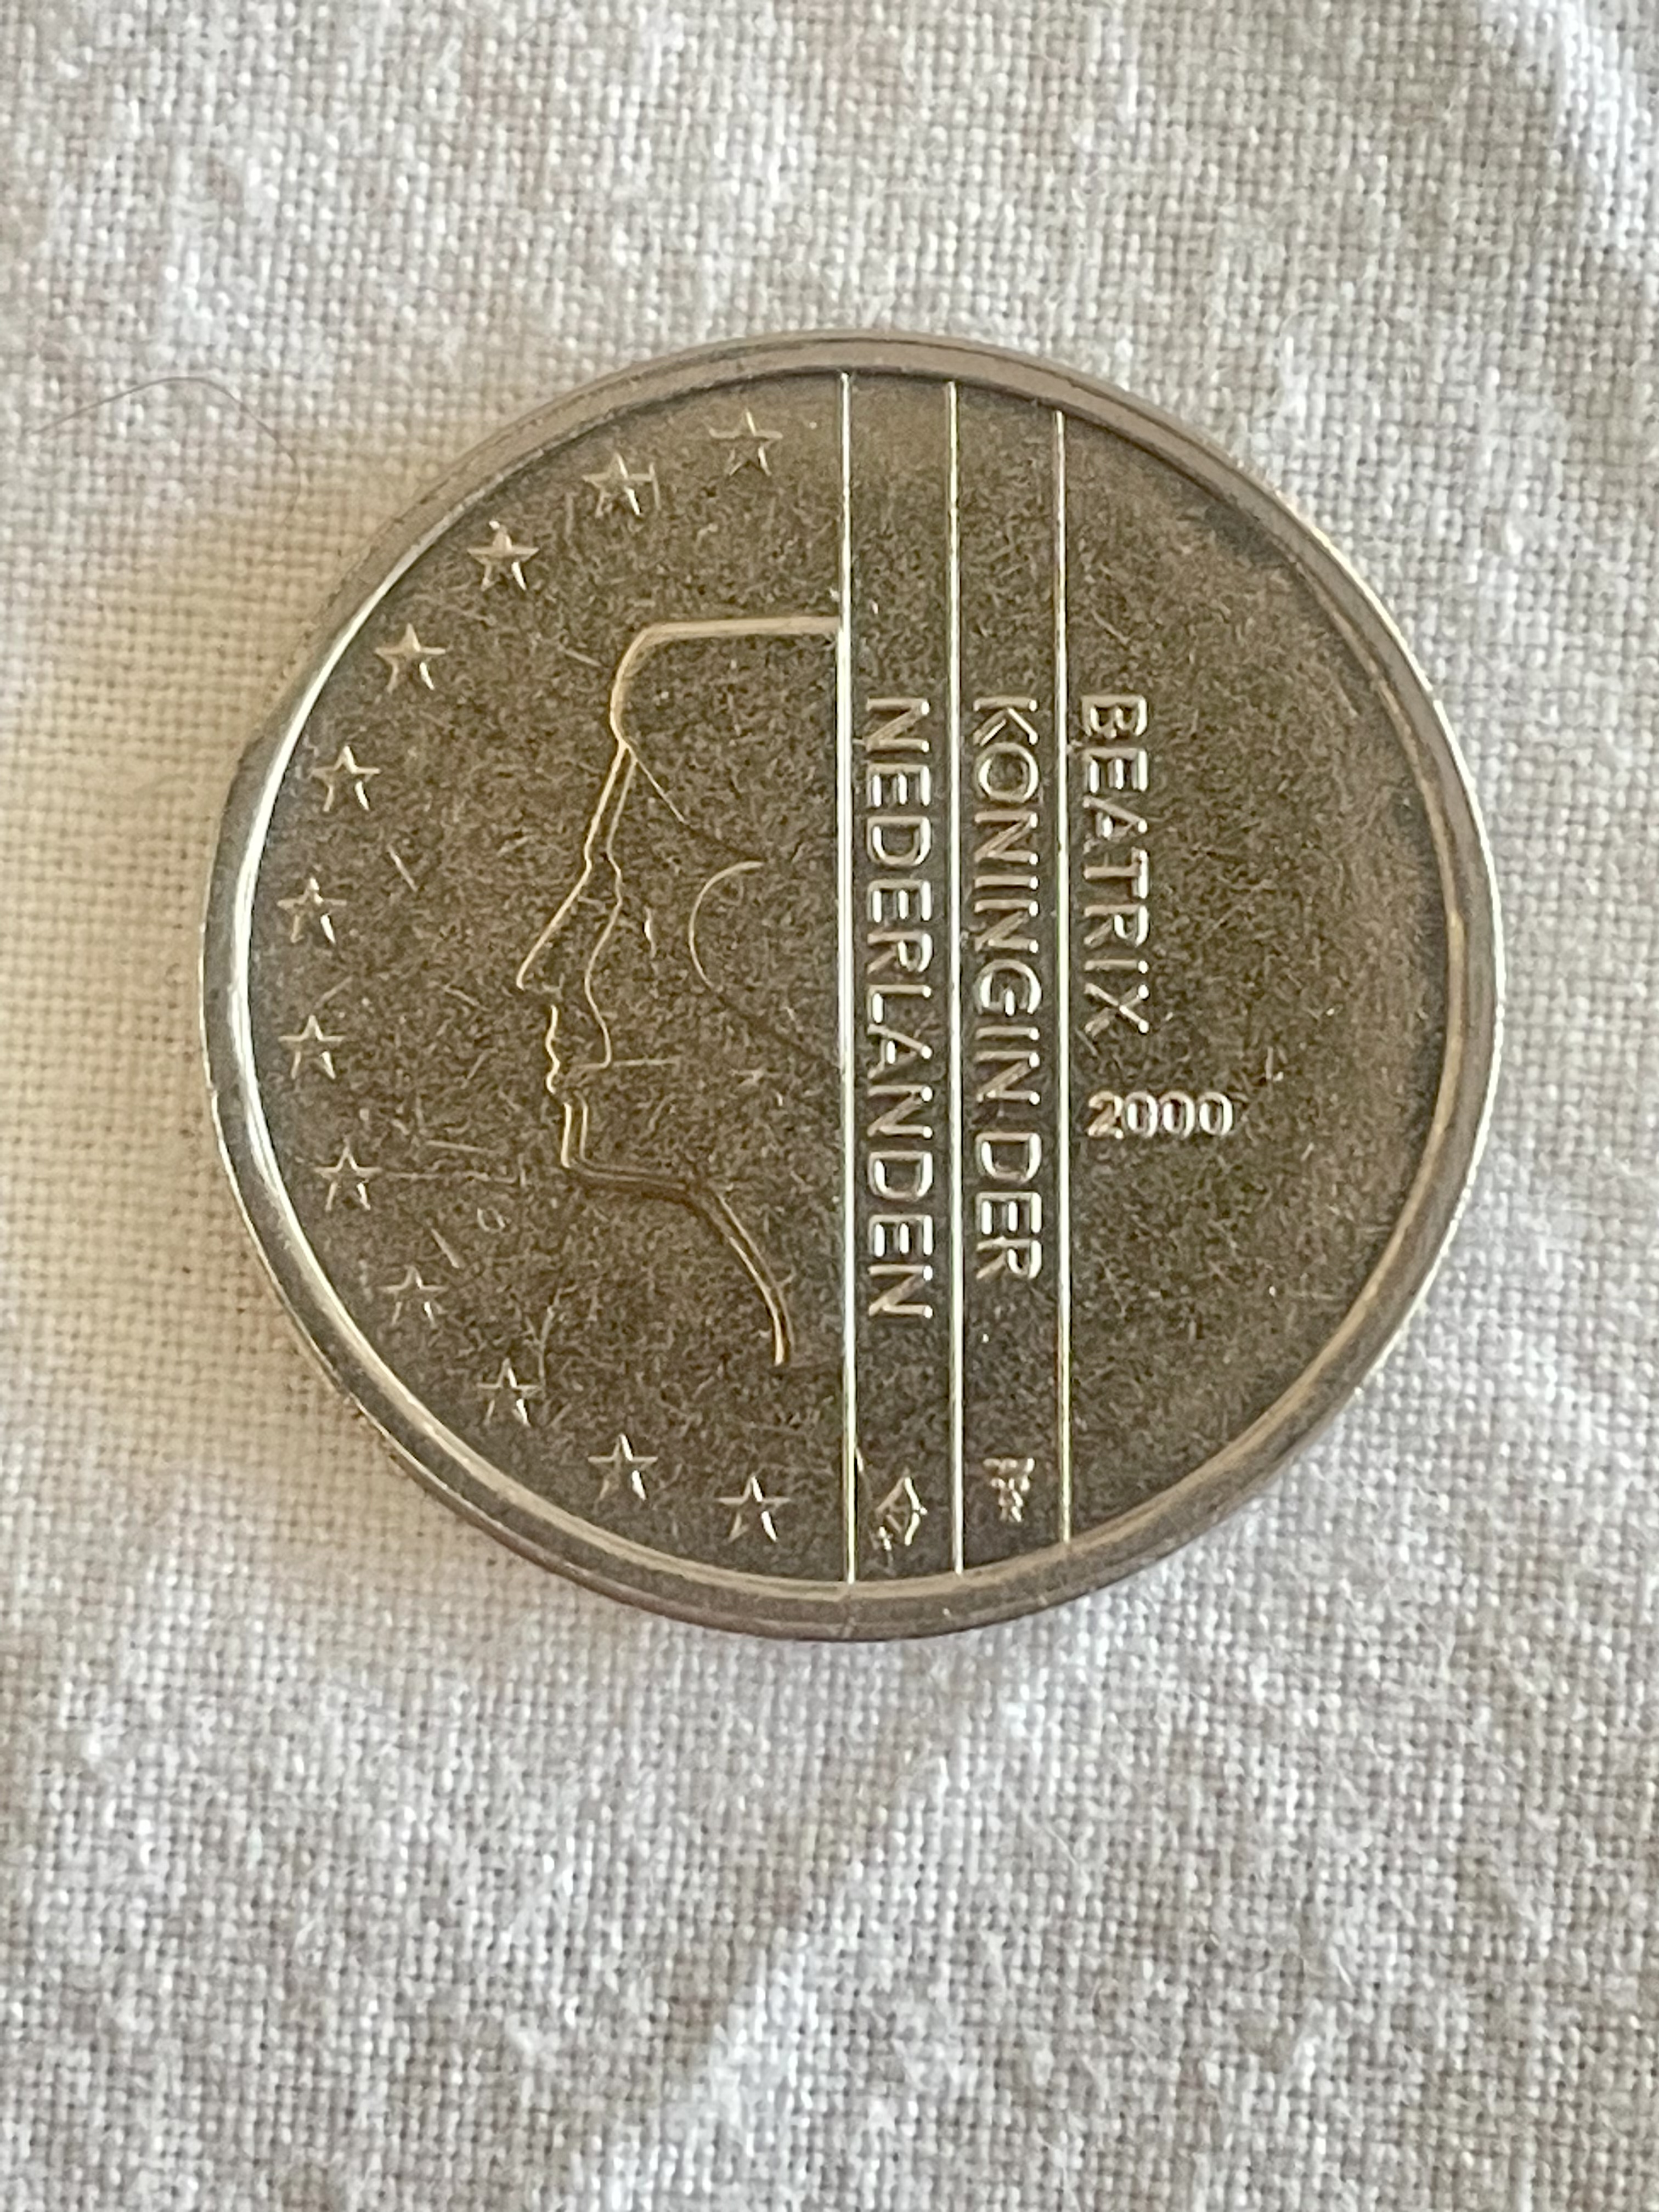 BEATRIX
2000
KONINGIN DER
NEDERLANDEN